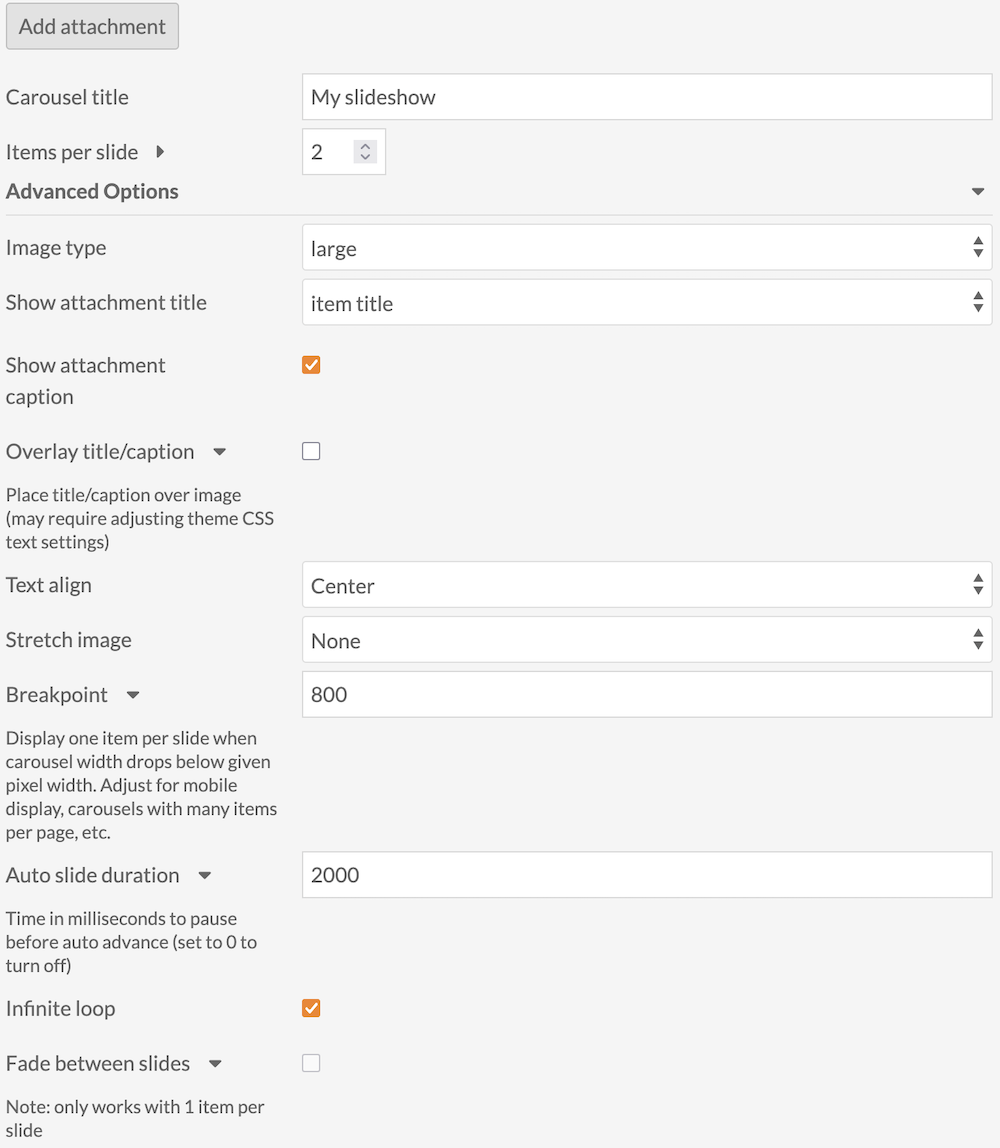 Add attachment
Carousel title
My slideshow
Items per slide
2
Advanced Options
Image type
large
Show attachment title
item title
Show attachment
caption
Overlay title/caption
Place title/caption over image
(may require adjusting theme CSS
text settings)
Text align
Center
Stretch image
None
Breakpoint
800
Display one item per slide when
carousel width drops below given
pixel width. Adjust for mobile
display, carousels with many items
per page, etc.
Auto slide duration
2000
Time in milliseconds to pause
before auto advance (set to 0 to
turn off)
Infinite loop
Fade between slides
Note: only works with 1 item per
slide